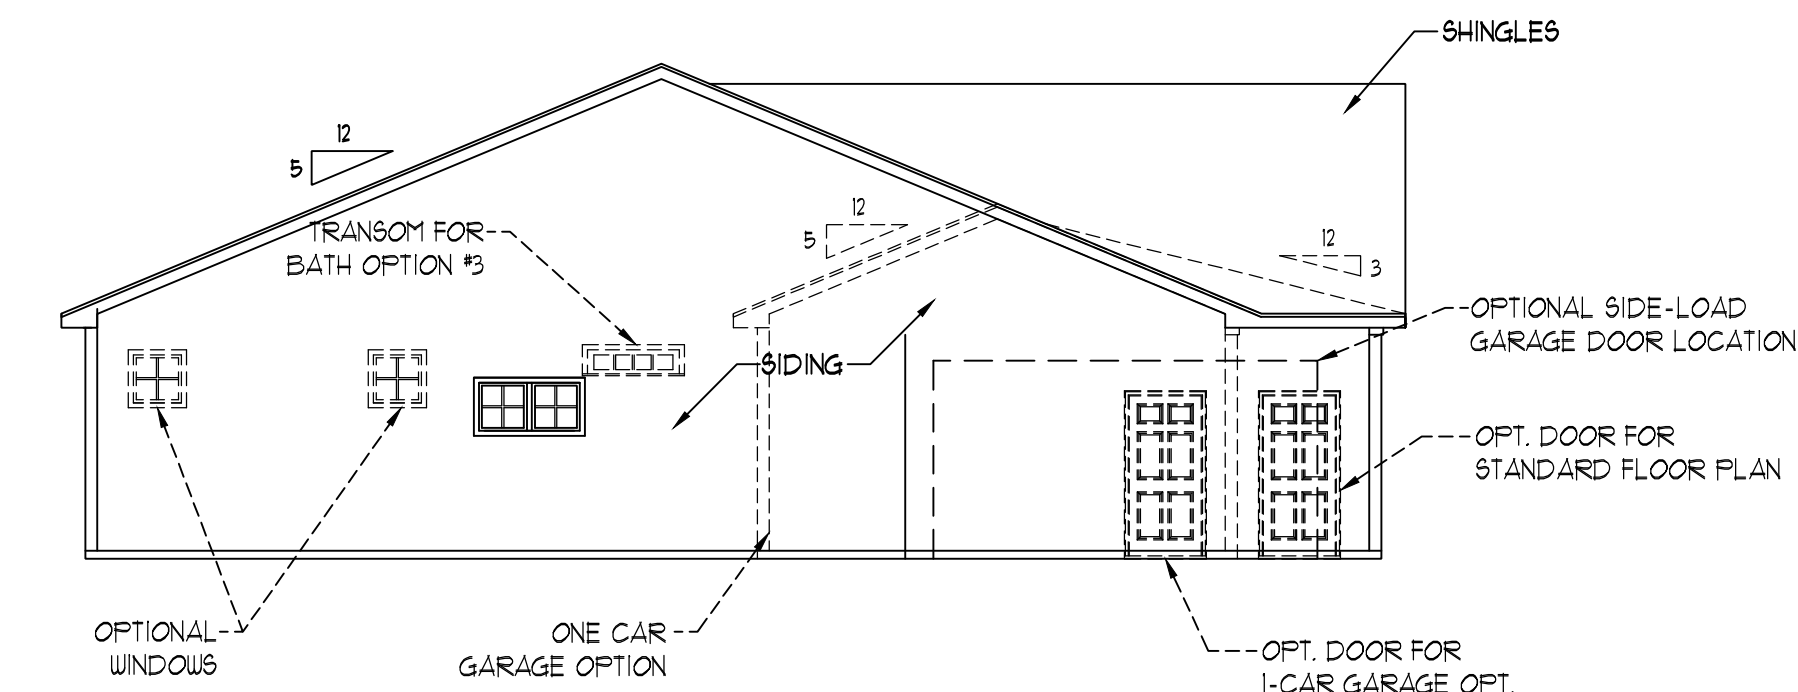 SHINGLES
12
5
TRANSOM FOR
BATH OPTION #3
12
5
12
3
OPTIONAL SIDE-LOAD
GARAGE DOOR LOCATION
SIDING
OPT. DOOR FOR
STANDARD FLOOR PLAN
OPTIONAL
WINDOWS
ONE CAR
GARAGE OPTION
OPT. DOOR FOR
1-CAR GARAGE OPT.